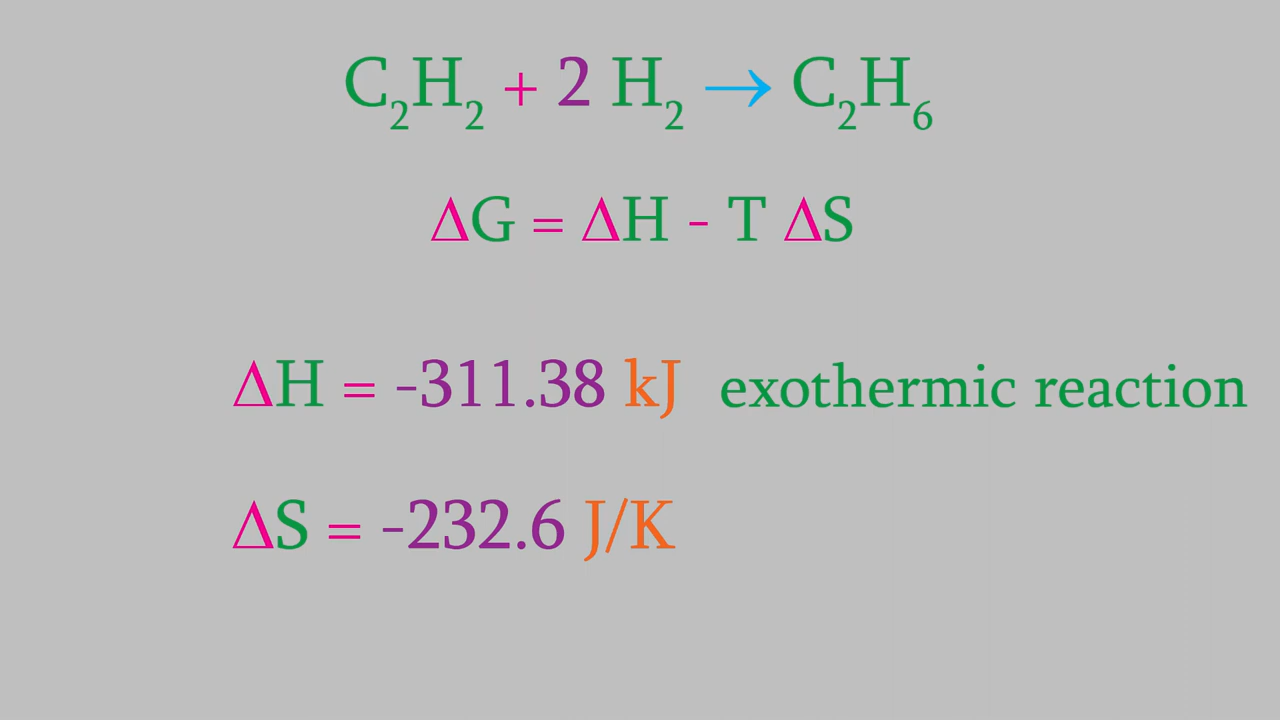 C₂H₂ + 2 H₂ → C₂H₆
ΔG = ΔH - T ΔS
ΔH = -311.38 kJ exothermic reaction
ΔS = -232.6 J/K